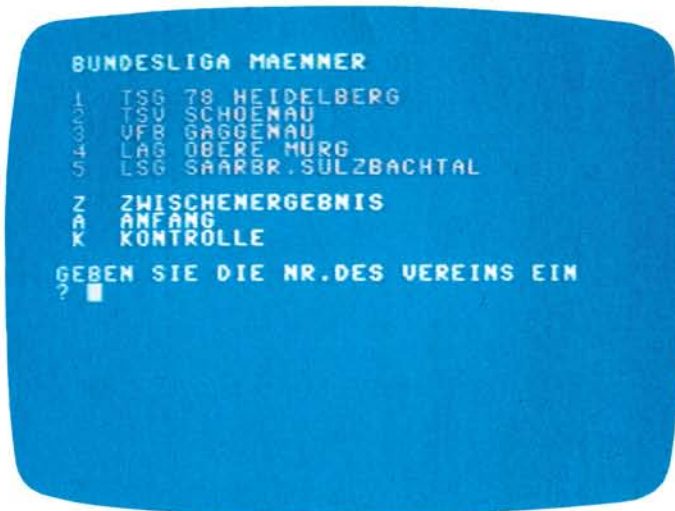 BUNDESLIGA MAENNER
1 TSG 78 HEIDELBERG
2 TSV SCHOENAU
3 VFB GAGGENAU
4 LAG OBERE MURG
5 LSG SAARBR.SULZBACHTAL
Z ZWISCHENERGEBNIS
A ANFANG
K KONTROLLE
GEBEN SIE DIE NR.DES VEREINS EIN
?